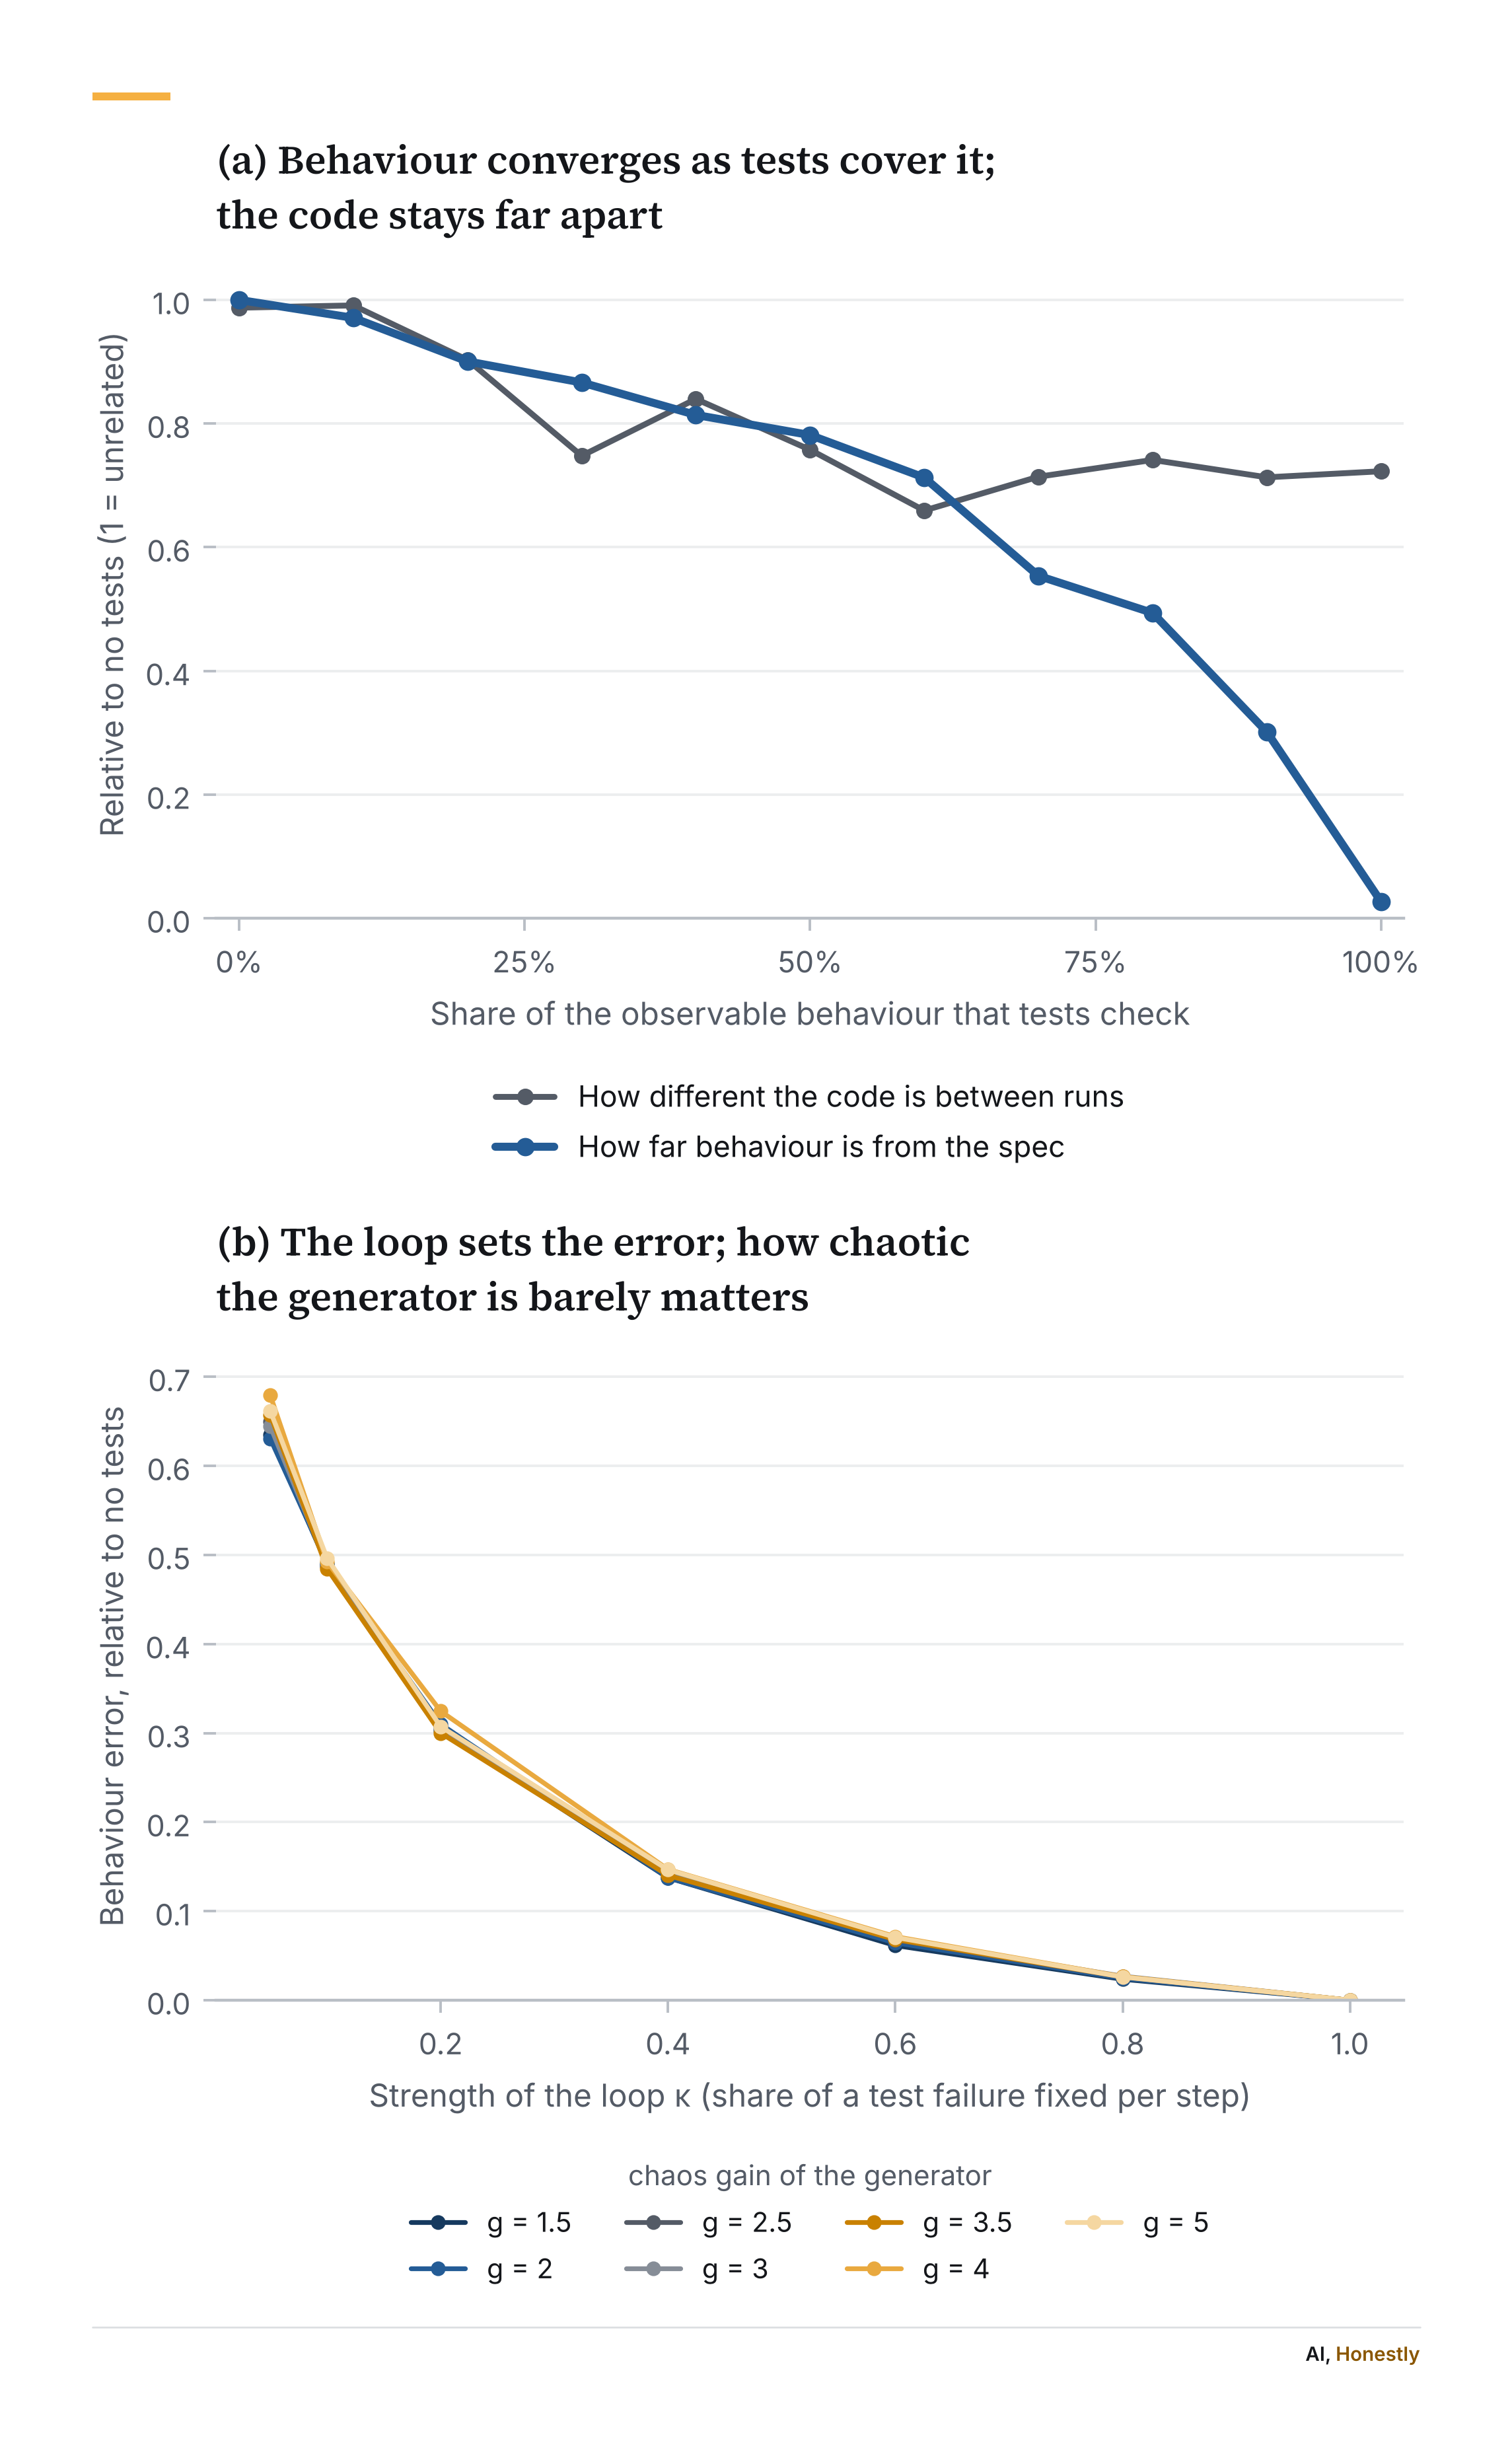 (a) Behaviour converges as tests cover it;
the code stays far apart
Relative to no tests (1 = unrelated)
1.0
0.8
0.6
0.4
0.2
0.0
0% 25% 50% 75% 100%
Share of the observable behaviour that tests check
How different the code is between runs
How far behaviour is from the spec
(b) The loop sets the error; how chaotic
the generator is barely matters
Behaviour error, relative to no tests
0.7
0.6
0.5
0.4
0.3
0.2
0.1
0.0
0.2 0.4 0.6 0.8 1.0
Strength of the loop κ (share of a test failure fixed per step)
chaos gain of the generator
g = 1.5 g = 2.5 g = 3.5 g = 5
g = 2 g = 3 g = 4
AI, Honestly